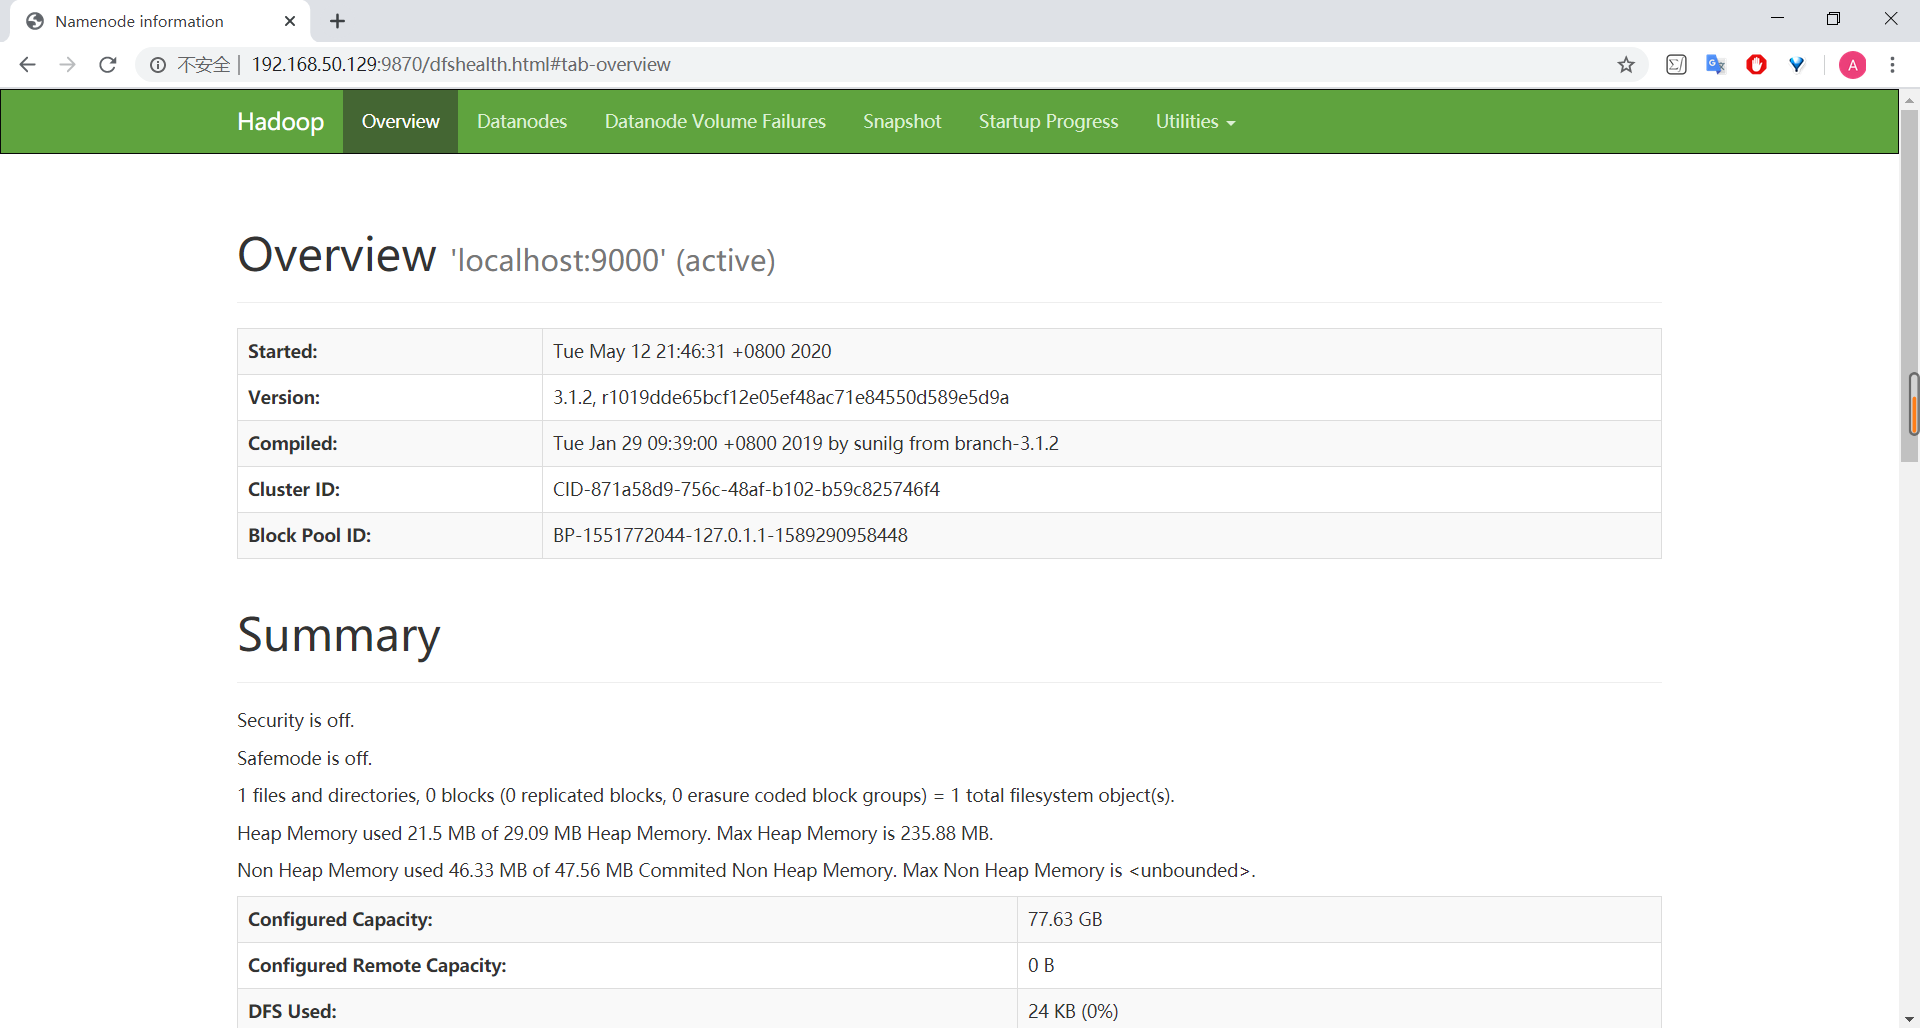 Namenode information
不安全 | 192.168.50.129:9870/dfshealth.html#tab-overview
A
Hadoop Overview Datanodes Datanode Volume Failures Snapshot Startup Progress Utilities
Overview 'localhost:9000' (active)
Started: Tue May 12 21:46:31 +0800 2020
Version: 3.1.2, r1019dde65bcf12e05ef48ac71e84550d589e5d9a
Compiled: Tue Jan 29 09:39:00 +0800 2019 by sunilg from branch-3.1.2
Cluster ID: CID-871a58d9-756c-48af-b102-b59c825746f4
Block Pool ID: BP-1551772044-127.0.1.1-1589290958448
Summary
Security is off.
Safemode is off.
1 files and directories, 0 blocks (0 replicated blocks, 0 erasure coded block groups) = 1 total filesystem object(s).
Heap Memory used 21.5 MB of 29.09 MB Heap Memory. Max Heap Memory is 235.88 MB.
Non Heap Memory used 46.33 MB of 47.56 MB Commited Non Heap Memory. Max Non Heap Memory is <unbounded>.
Configured Capacity: 77.63 GB
Configured Remote Capacity: 0 B
DFS Used: 24 KB (0%)